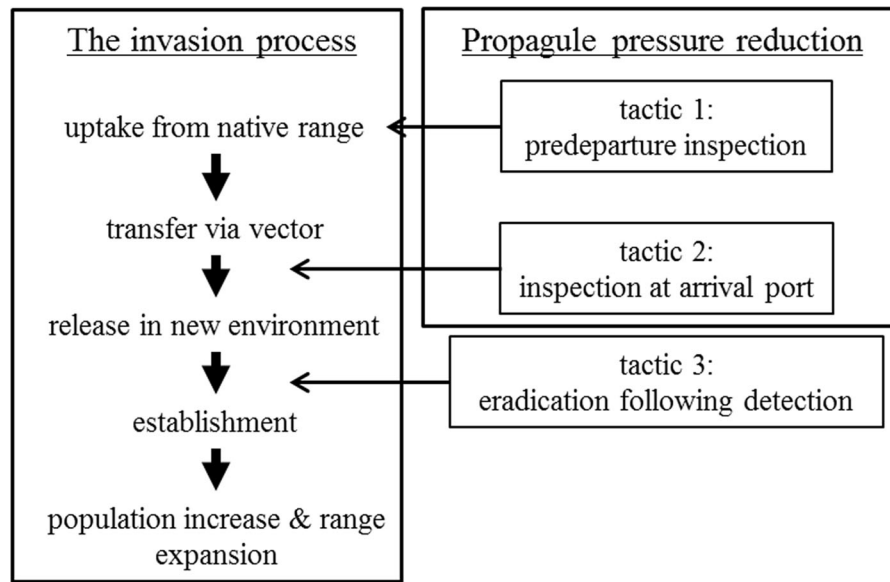 The invasion process
uptake from native range
transfer via vector
release in new environment
establishment
population increase & range
expansion
Propagule pressure reduction
tactic 1:
predeparture inspection
tactic 2:
inspection at arrival port
tactic 3:
eradication following detection